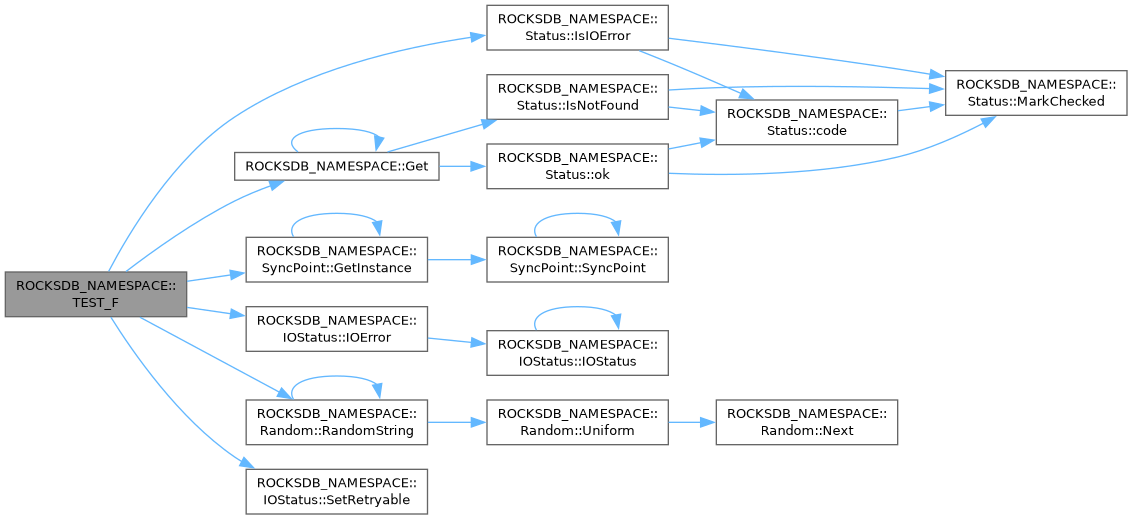 ROCKSDB_NAMESPACE::
Status::IsIOError
ROCKSDB_NAMESPACE::
Status::IsNotFound
ROCKSDB_NAMESPACE::
Status::MarkChecked
ROCKSDB_NAMESPACE::
Status::code
ROCKSDB_NAMESPACE::Get
ROCKSDB_NAMESPACE::
Status::ok
ROCKSDB_NAMESPACE::
SyncPoint::GetInstance
ROCKSDB_NAMESPACE::
SyncPoint::SyncPoint
ROCKSDB_NAMESPACE::
TEST_F
ROCKSDB_NAMESPACE::
IOStatus::IOError
ROCKSDB_NAMESPACE::
IOStatus::IOStatus
ROCKSDB_NAMESPACE::
Random::RandomString
ROCKSDB_NAMESPACE::
Random::Uniform
ROCKSDB_NAMESPACE::
Random::Next
ROCKSDB_NAMESPACE::
IOStatus::SetRetryable